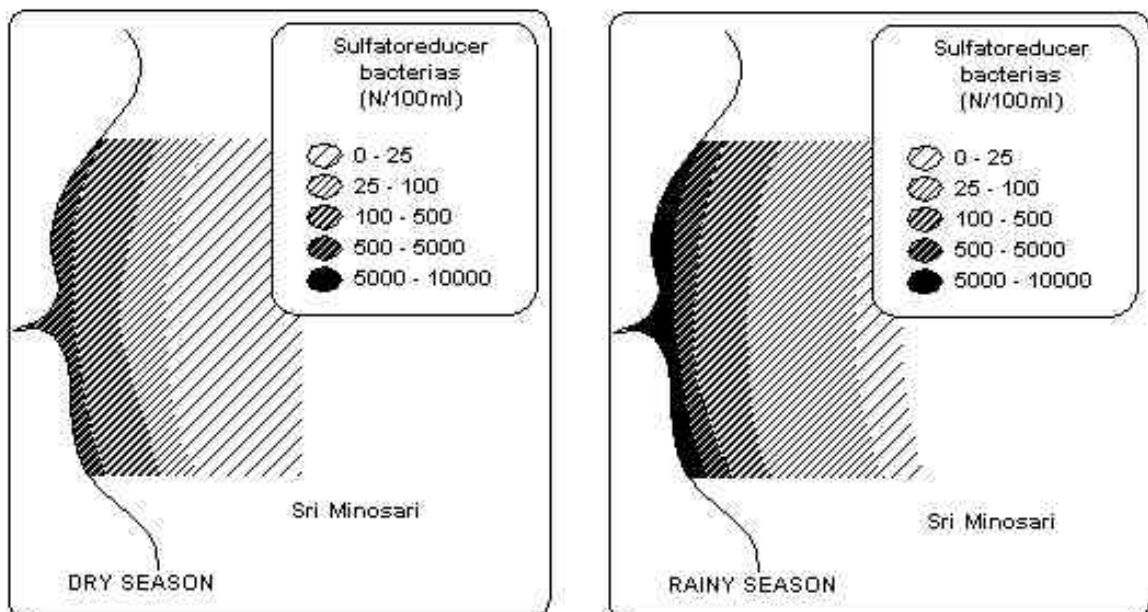 Sulfatoreducer
bacterias
(N/100ml)
0 - 25
25 - 100
100 - 500
500 - 5000
5000 - 10000
Sri Minosari
DRY SEASON
Sulfatoreducer
bacterias
(N/100ml)
0 - 25
25 - 100
100 - 500
500 - 5000
5000 - 10000
Sri Minosari
RAINY SEASON